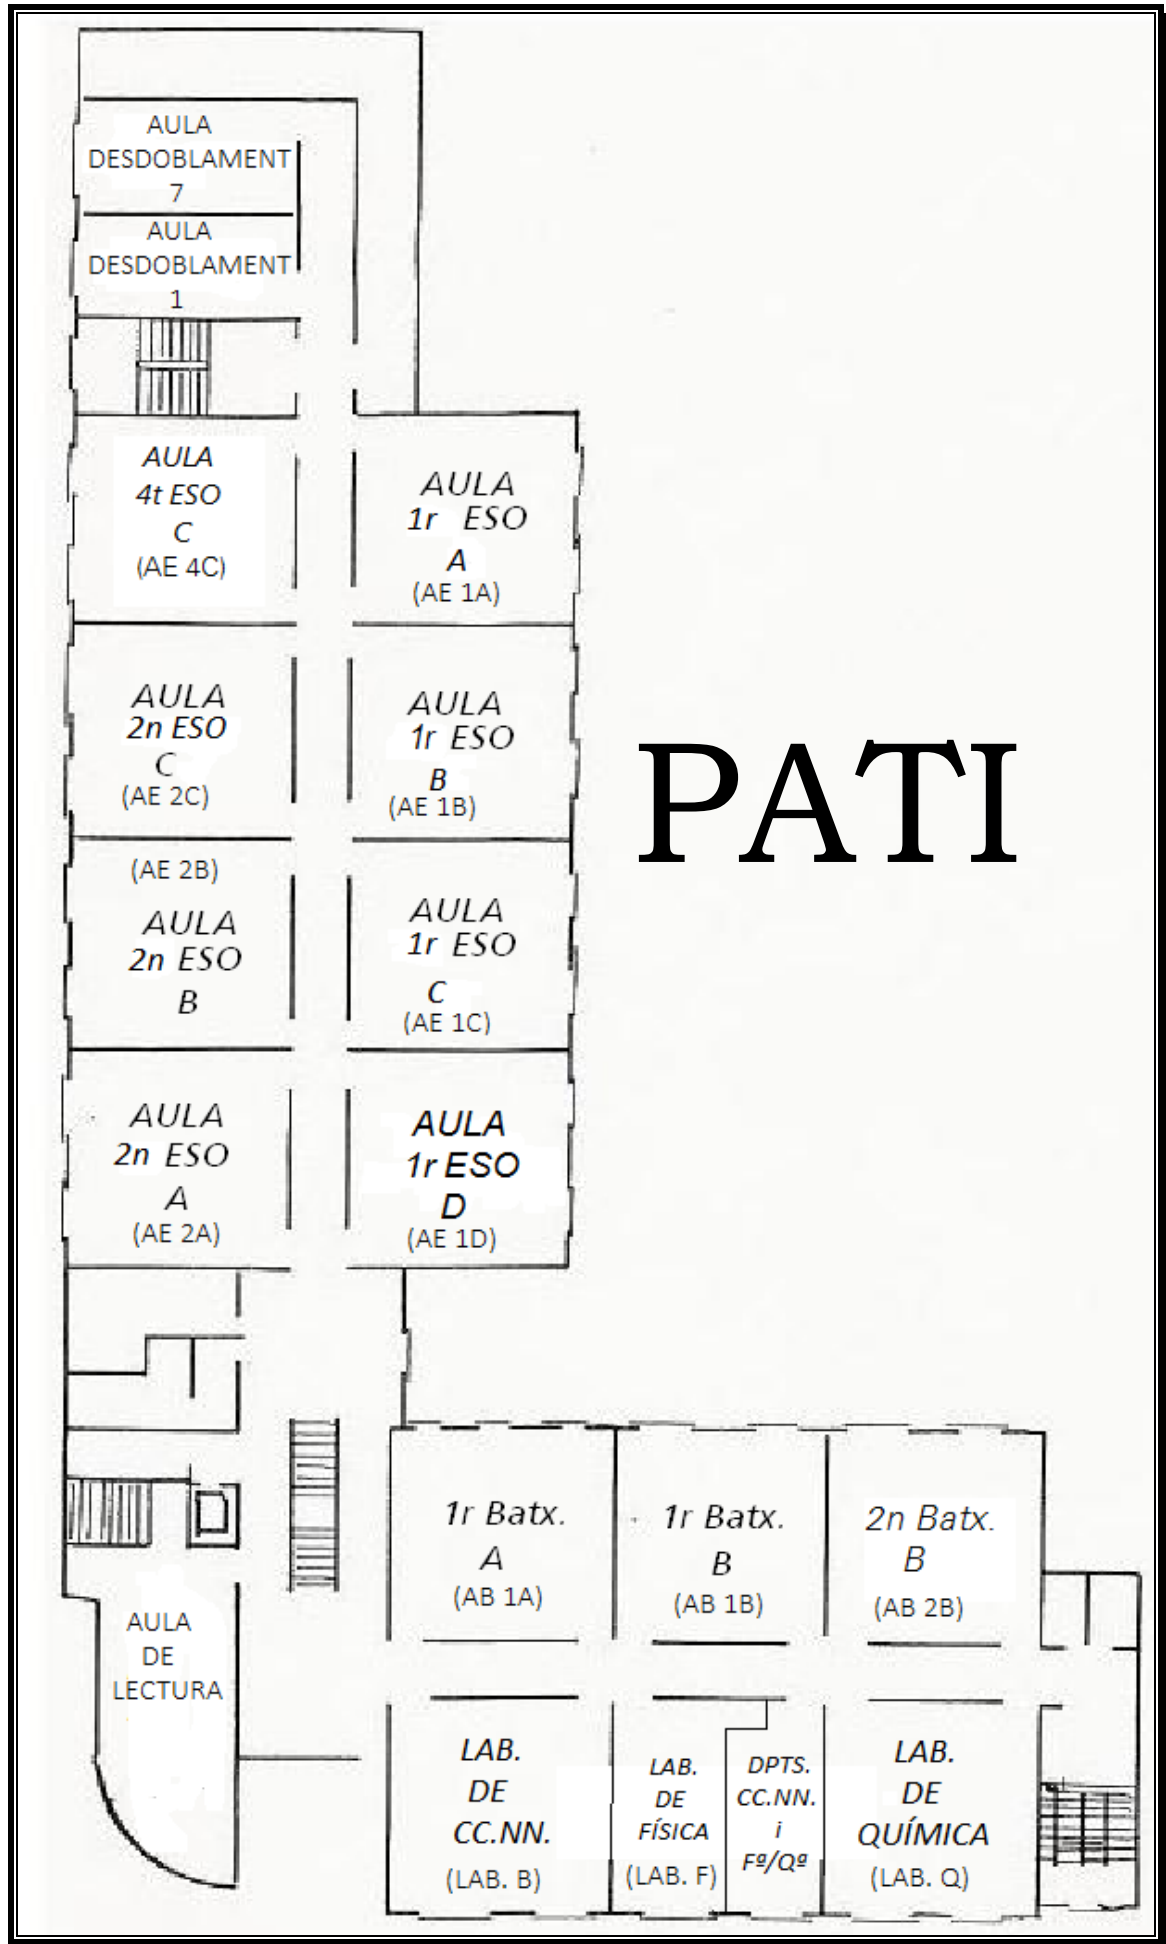 AULA
DESDOBLAMENT
7
AULA
DESDOBLAMENT
1
AULA
4t ESO
C
(AE 4C)
AULA
1r ESO
A
(AE 1A)
AULA
2n ESO
C
(AE 2C)
AULA
1r ESO
B
(AE 1B)
PATI
(AE 2B)
AULA
2n ESO
B
AULA
1r ESO
C
(AE 1C)
AULA
2n ESO
A
(AE 2A)
AULA
1r ESO
D
(AE 1D)
1r Batx.
A
(AB 1A)
1r Batx.
B
(AB 1B)
2n Batx.
B
(AB 2B)
AULA
DE
LECTURA
LAB.
DE
CC.NN.
(LAB. B)
LAB.
DE
FÍSICA
(LAB. F)
DPTS.
CC.NN.
i
Fº/Qº
LAB.
DE
QUÍMICA
(LAB. Q)